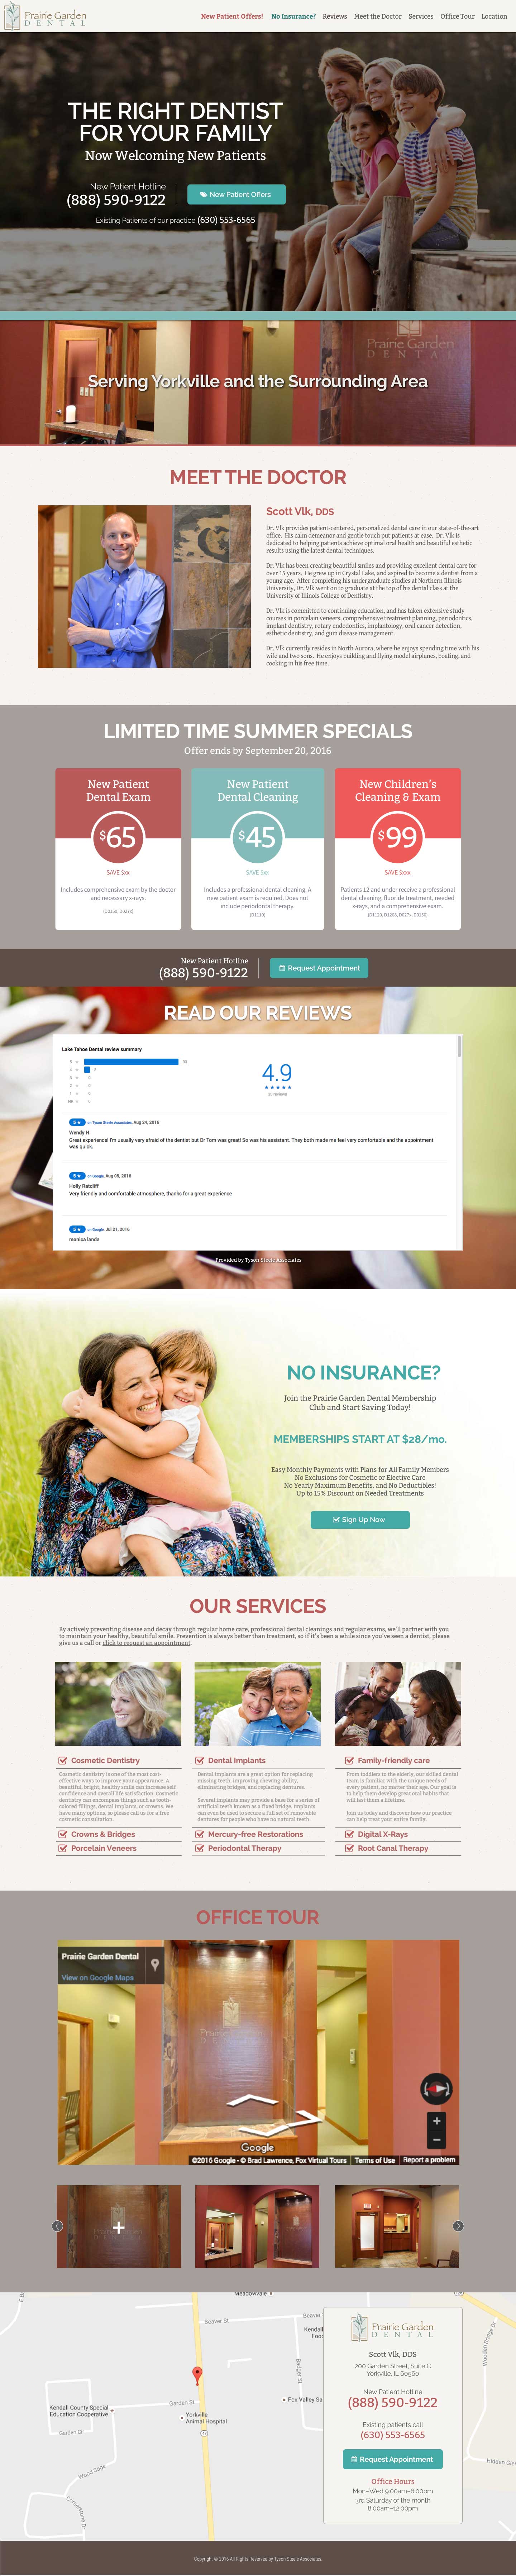 Prairie Garden
DENTAL
New Patient Offers! No Insurance? Reviews Meet the Doctor Services Office Tour Location
THE RIGHT DENTIST
FOR YOUR FAMILY
Now Welcoming New Patients
New Patient Hotline
(888) 590-9122
New Patient Offers
Existing Patients of our practice (630) 553-6565
Prairie Garden
DENTAL
Serving Yorkville and the Surrounding Area
MEET THE DOCTOR
Scott Vlk, DDS
Dr. Vlk provides patient-centered, personalized dental care in our state-of-the-art
office. His calm demeanor and gentle touch put patients at ease. Dr. Vlk is
dedicated to helping patients achieve optimal oral health and beautiful esthetic
results using the latest dental techniques.
Dr. Vlk has been creating beautiful smiles and providing excellent dental care for
over 15 years. He grew up in Crystal Lake, and aspired to become a dentist from a
young age. After completing his undergraduate studies at Northern Illinois
University, Dr. Vlk went on to graduate at the top of his dental class at the
University of Illinois College of Dentistry.
Dr. Vlk is committed to continuing education, and has taken extensive study
courses in porcelain veneers, comprehensive treatment planning, periodontics,
implant dentistry, rotary endodontics, implantology, oral cancer detection,
esthetic dentistry, and gum disease management.
Dr. Vlk currently resides in North Aurora, where he enjoys spending time with his
wife and two sons. He enjoys building and flying model airplanes, boating, and
cooking in his free time.
LIMITED TIME SUMMER SPECIALS
Offer ends by September 20, 2016
New Patient
Dental Exam
$65
SAVE $xx
Includes comprehensive exam by the doctor
and necessary x-rays.
New Patient
Dental Cleaning
$45
SAVE $xx
Includes a professional dental cleaning. A
new patient exam is required. Does not
include periodontal therapy.
(D1110)
New Children's
Cleaning & Exam
$99
SAVE $xxx
Patients 12 and under receive a professional
dental cleaning, fluoride treatment, needed
x-rays, and a comprehensive exam.
New Patient Hotline
(888) 590-9122
Request Appointment
READ OUR REVIEWS
Lake Tahoe Dental review summary
4.9
on Tyson Steele Associates, Aug 24, 2016
Wendy H.
Great experience! I'm usually very afraid of the dentist but Dr Tom was great! So was his assistant. They both made me feel very comfortable and the appointment
was quick.
on Google, Aug 05, 2016
Holly Ratcliff
Very friendly and comfortable atmosphere, thanks for a great experience
on Google, Jul 21, 2016
monica landa
Provided by Tyson Steele Associates
NO INSURANCE?
Join the Prairie Garden Dental Membership
Club and Start Saving Today!
MEMBERSHIPS START AT $28/mo.
Easy Monthly Payments with Plans for All Family Members
No Exclusions for Cosmetic or Elective Care
No Yearly Maximum Benefits, and No Deductibles!
Up to 15% Discount on Needed Treatments
Sign Up Now
OUR SERVICES
By actively preventing disease and decay through regular home care, professional dental cleanings and regular exams, we'll partner with you
to maintain your healthy, beautiful smile. Prevention is always better than treatment, so if it's been a while since you've seen a dentist, please
give us a call or click to request an appointment.
Cosmetic Dentistry
Cosmetic dentistry is one of the most cost-
effective ways to improve your appearance. A
beautiful, bright, healthy smile can increase self
confidence and overall life satisfaction. Cosmetic
dentistry can encompass things such as tooth-
colored fillings, dental implants, or crowns. We
have many options, so please call us for a free
cosmetic consultation.
Crowns & Bridges
Porcelain Veneers
Dental Implants
Dental implants are a great option for replacing
missing teeth, improving chewing ability,
eliminating bridges, and replacing dentures.
Several implants may provide a base for a series of
artificial teeth known as a fixed bridge. Implants
can even be used to secure a full set of removable
dentures for people who have no natural teeth.
Mercury-free Restorations
Periodontal Therapy
Family-friendly care
From toddlers to the elderly, our skilled dental
team is familiar with the unique needs of
every patient, no matter their age. Our goal is
to help them develop great oral habits that
will last them a lifetime.
Join us today and discover how our practice
can help treat your entire family.
Digital X-Rays
Root Canal Therapy
OFFICE TOUR
Prairie Garden Dental
View on Google Maps
Google
©2016 Google - © Brad Lawrence, Fox Virtual Tours Terms of Use Report a problem
Meadowvale
Beaver St
Badger St
Garden St
Kendall County Special
Education Cooperative
Yorkville
Animal Hospital
Garden Cir
Wood Sage
Coneflower Ct
Wooden Bridge Dr
Prairie Garden
DENTAL
Scott Vlk, DDS
200 Garden Street, Suite C
Yorkville, IL 60560
New Patient Hotline
(888) 590-9122
Existing patients call
(630) 553-6565
Request Appointment
Office Hours
Mon-Wed 9:00am-6:00pm
3rd Saturday of the month
8:00am-12:00pm
Copyright © 2016 All Rights Reserved by Tyson Steele Associates.